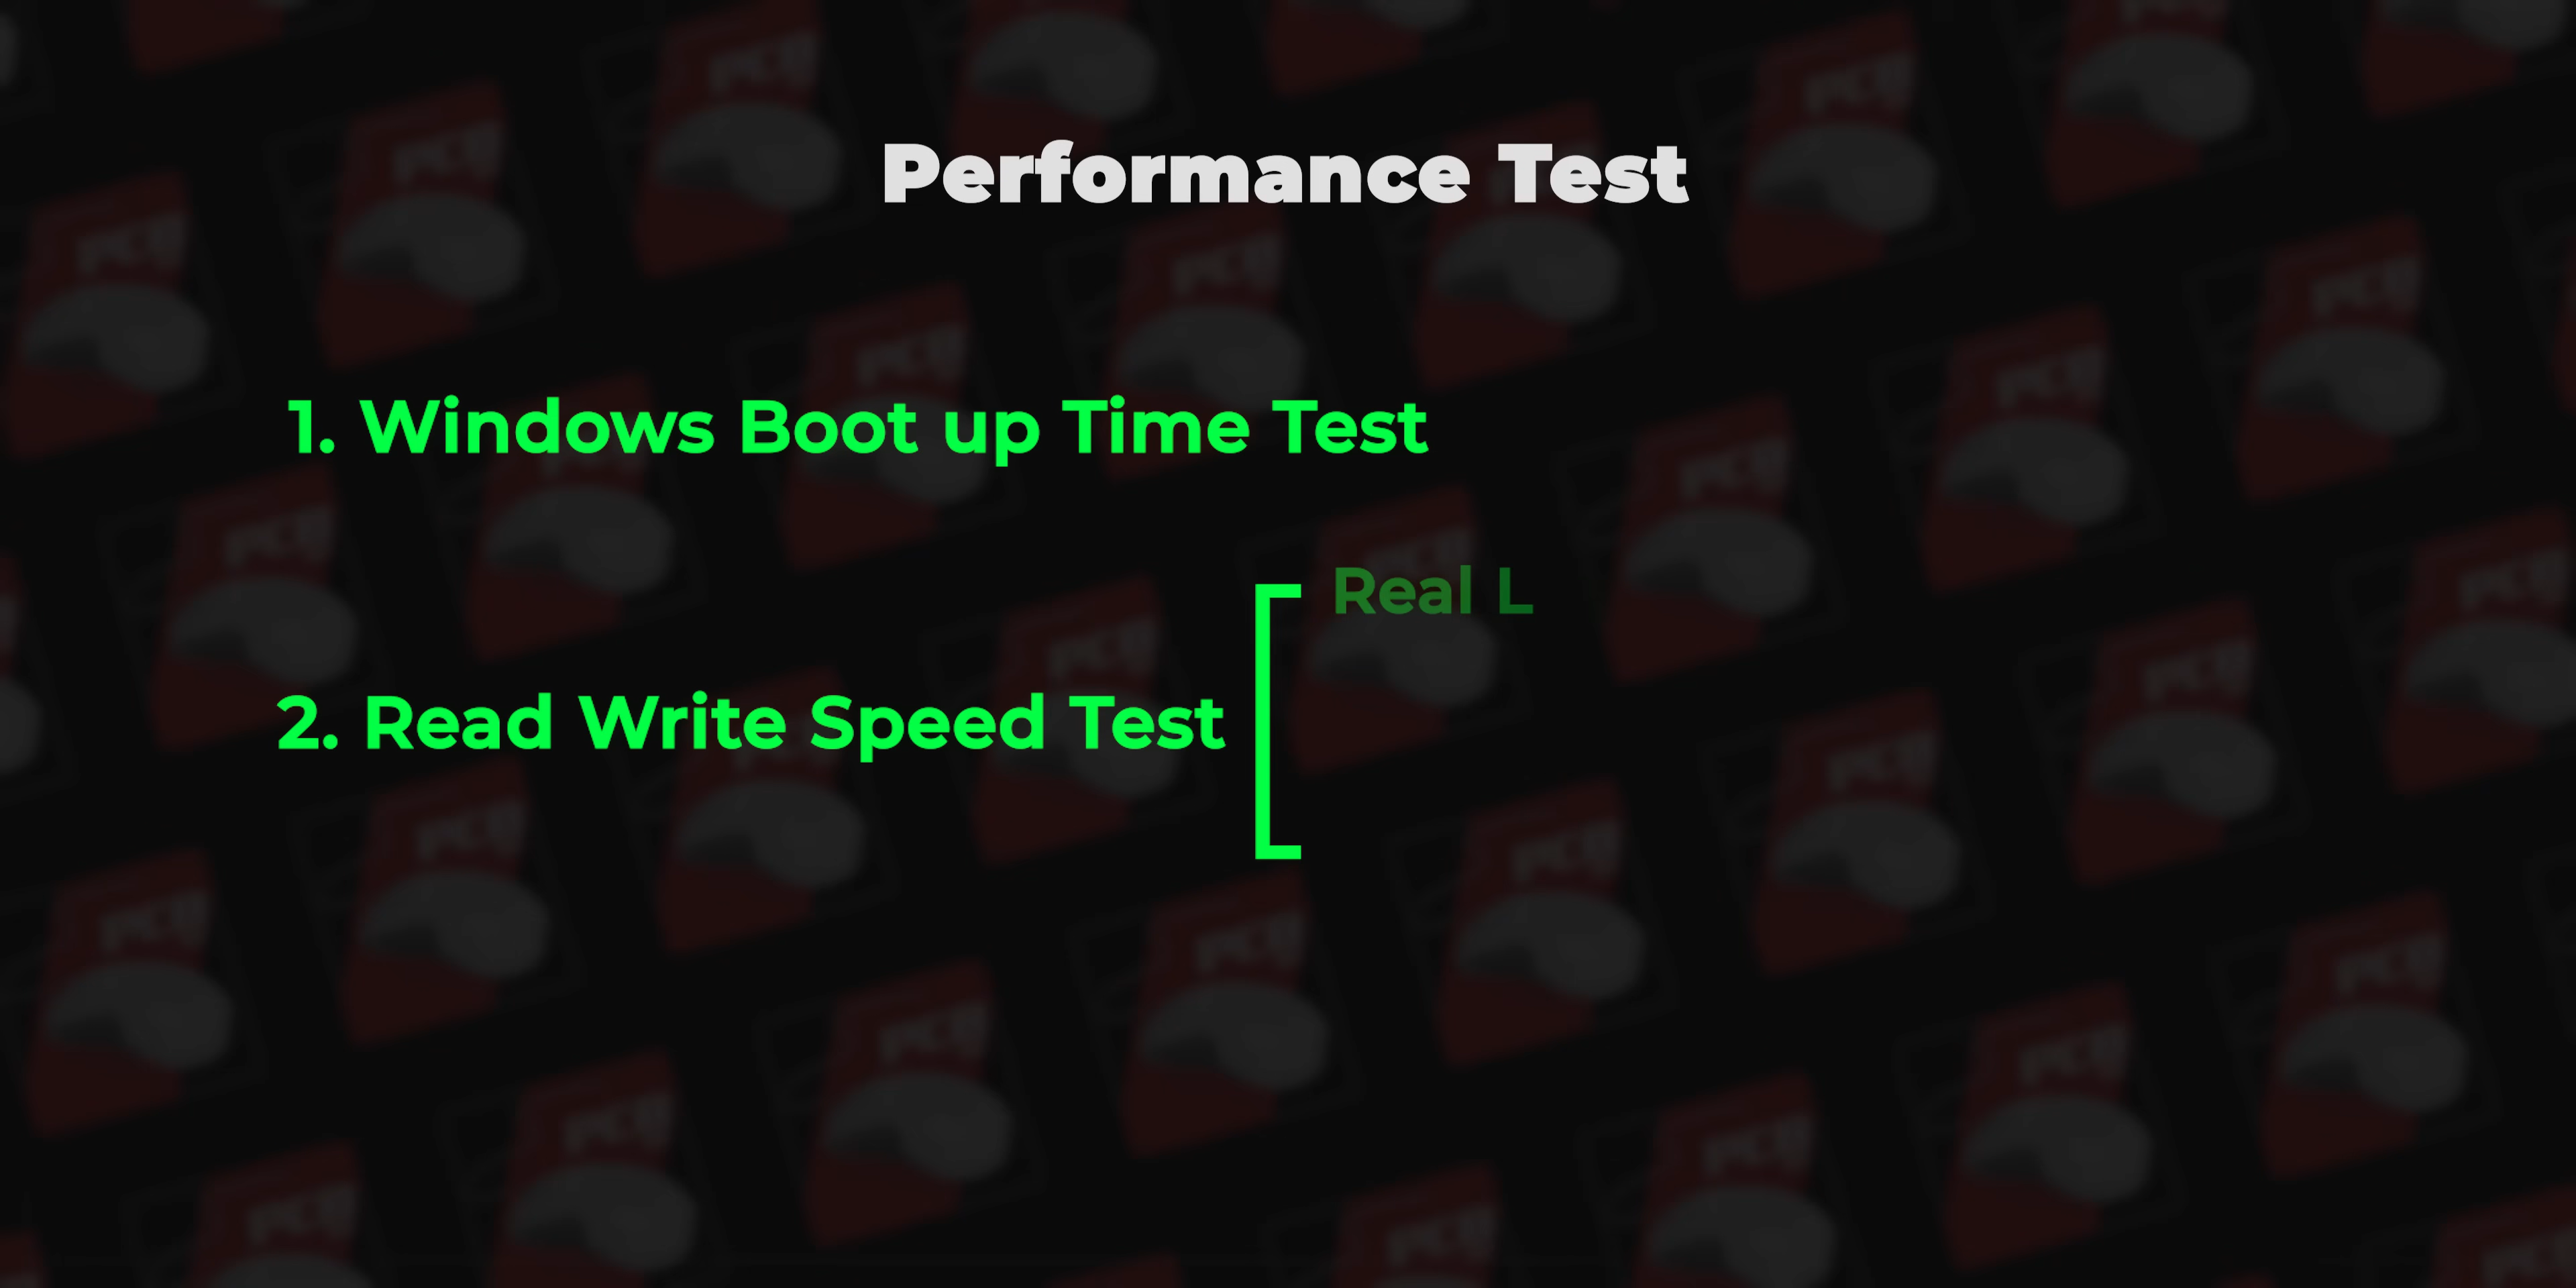 Performance Test
1. Windows Boot up Time Test
Real L
2. Read Write Speed Test